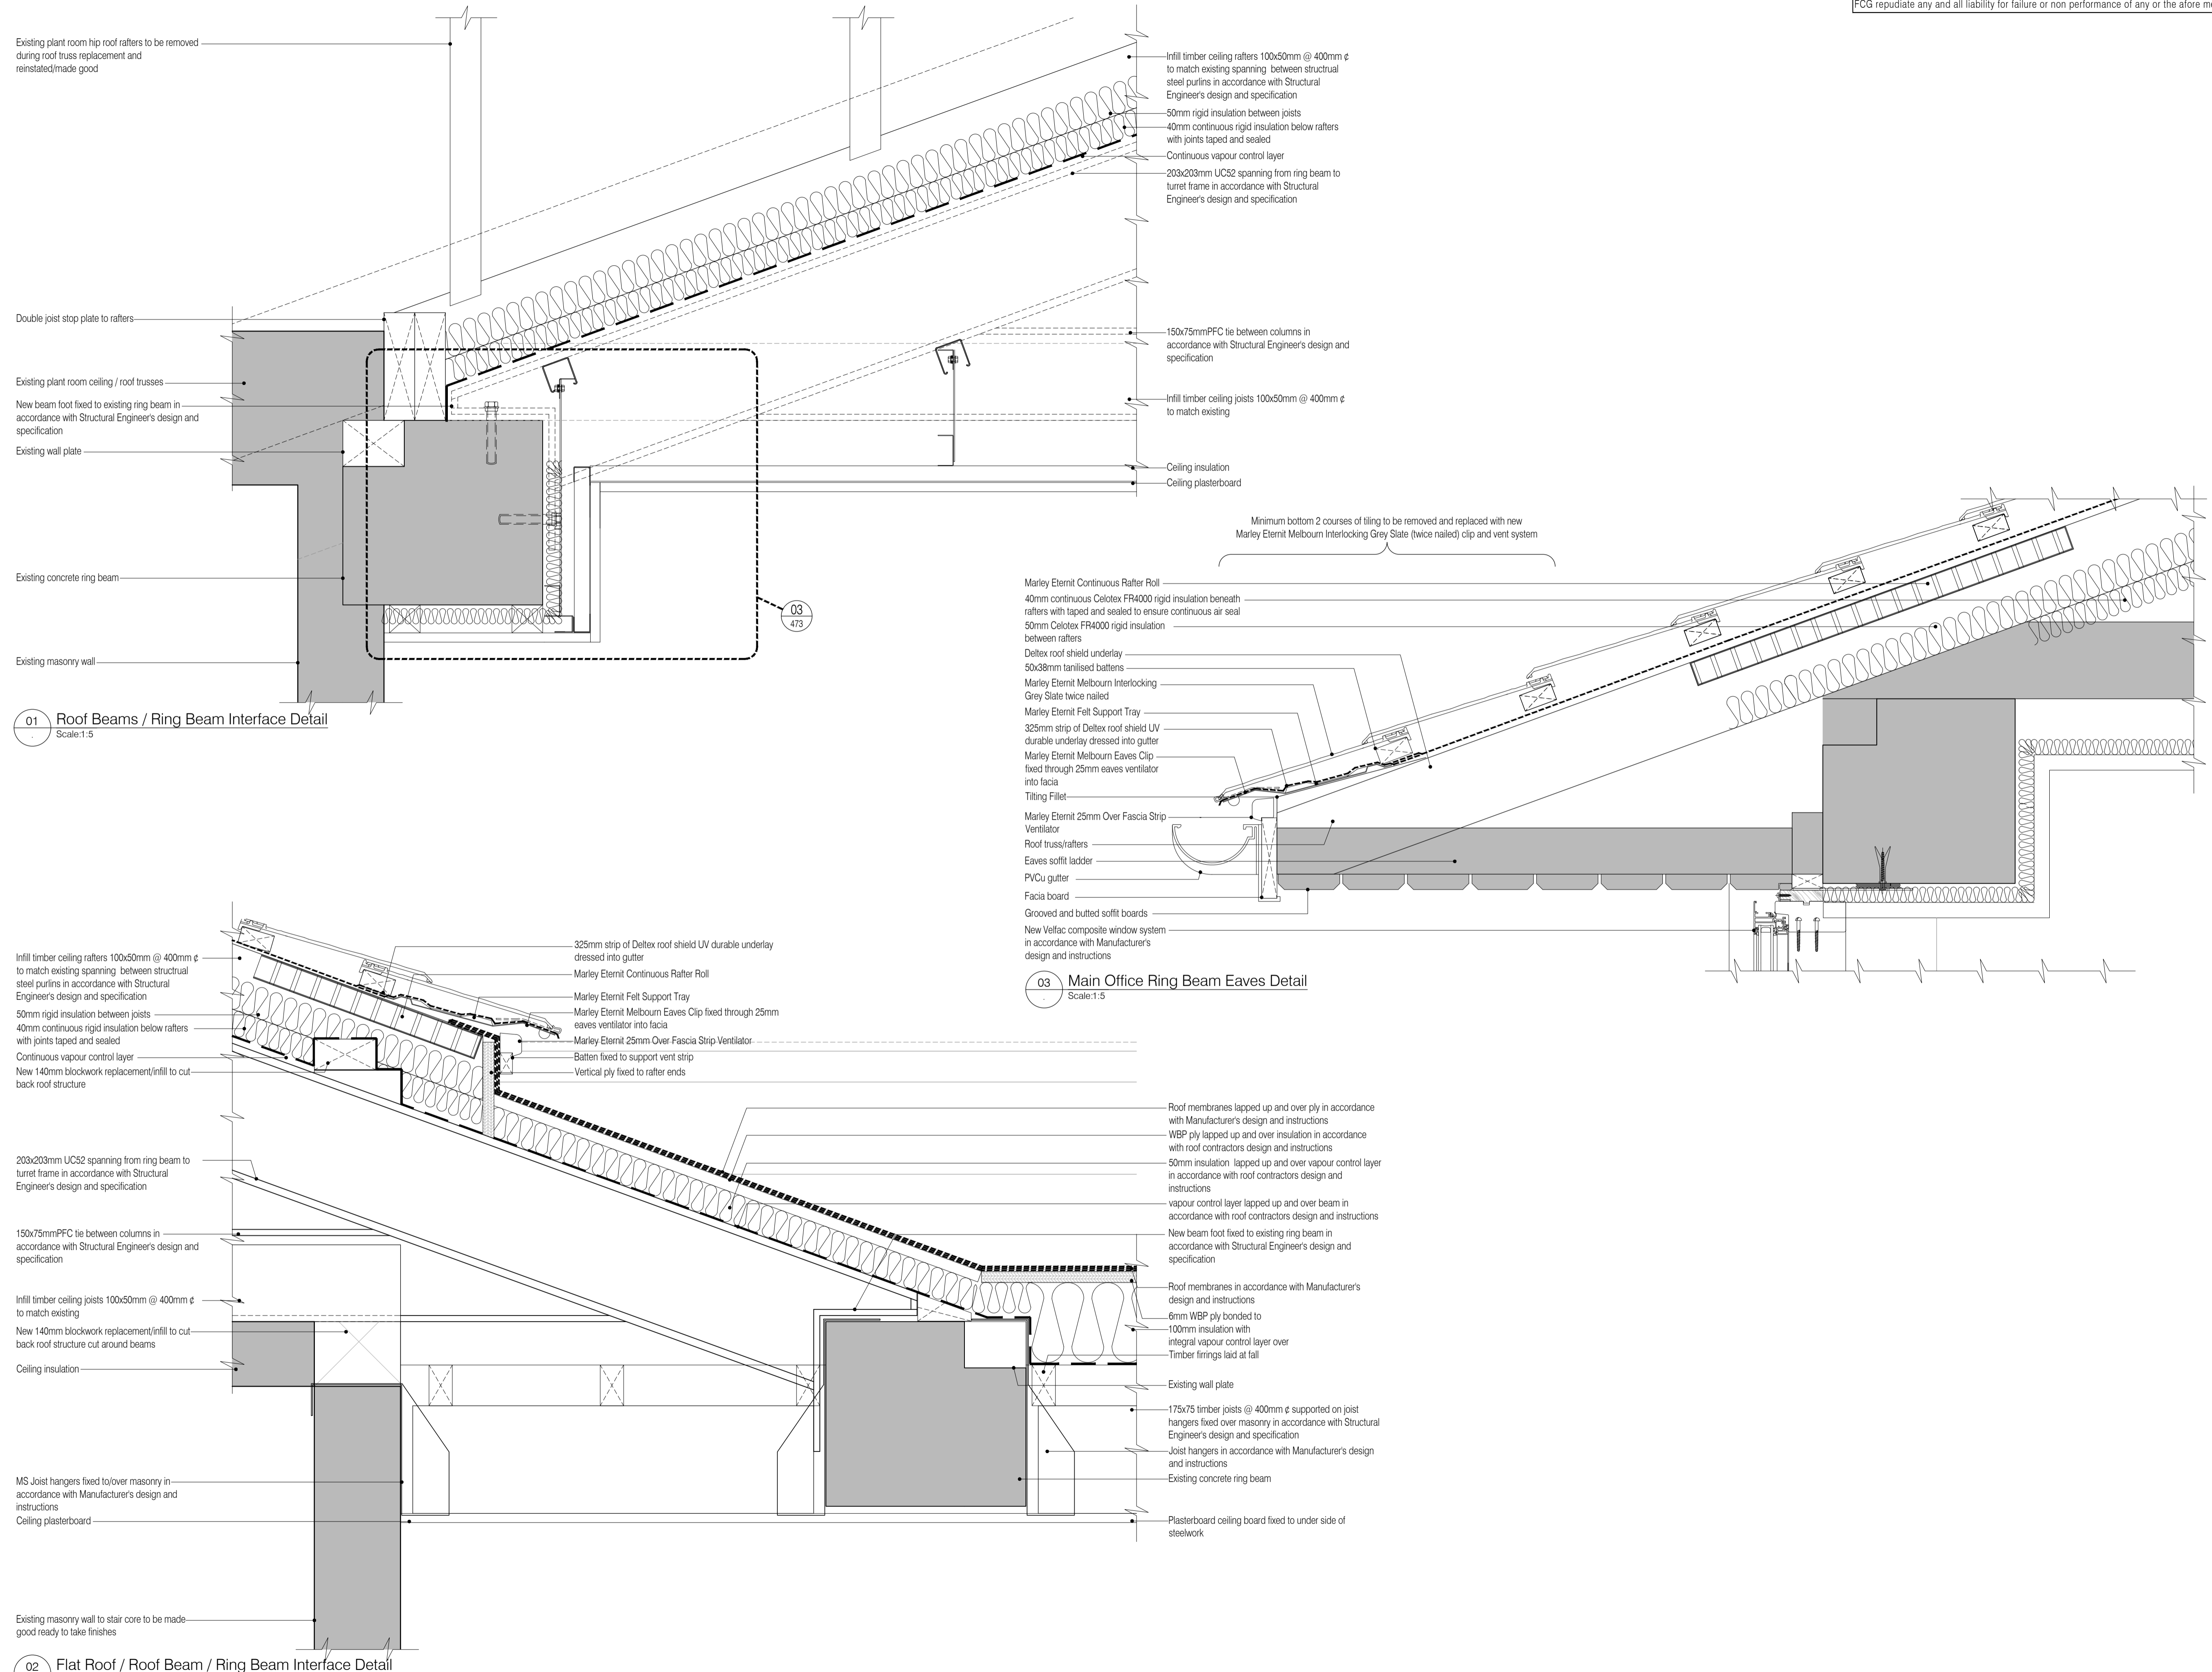 FCG repudiate any and all liability for failure or non performance of any or the afore
Existing plant room hip roof rafters to be removed
during roof truss replacement and
reinstated/made good
Double joist stop plate to rafters
Existing plant room ceiling / roof trusses
New beam foot fixed to existing ring beam in
accordance with Structural Engineer's design and
specification
Existing wall plate
Existing concrete ring beam
Existing masonry wall
Infill timber ceiling rafters 100x50mm @ 400mm ¢
to match existing spanning between structrual
steel purlins in accordance with Structural
Engineer's design and specification
50mm rigid insulation between joists
40mm continuous rigid insulation below rafters
with joints taped and sealed
Continuous vapour control layer
203x203mm UC52 spanning from ring beam to
turret frame in accordance with Structural
Engineer's design and specification
150x75mmPFC tie between columns in
accordance with Structural Engineer's design and
specification
Infill timber ceiling joists 100x50mm @ 400mm ¢
to match existing
Ceiling insulation
Ceiling plasterboard
03
473
01
Roof Beams / Ring Beam Interface Detail
Scale:1:5
Minimum bottom 2 courses of tiling to be removed and replaced with new
Marley Eternit Melbourn Interlocking Grey Slate (twice nailed) clip and vent system
Marley Eternit Continuous Rafter Roll
40mm continuous Celotex FR4000 rigid insulation beneath
rafters with taped and sealed to ensure continuous air seal
50mm Celotex FR4000 rigid insulation
between rafters
Deltex roof shield underlay
50x38mm tanilised battens
Marley Eternit Melbourn Interlocking
Grey Slate twice nailed
Marley Eternit Felt Support Tray
325mm strip of Deltex roof shield UV
durable underlay dressed into gutter
Marley Eternit Melbourn Eaves Clip
fixed through 25mm eaves ventilator
into facia
Tilting Fillet
Marley Eternit 25mm Over Fascia Strip
Ventilator
Roof truss/rafters
Eaves soffit ladder
PVCu gutter
Facia board
Grooved and butted soffit boards
New Velfac composite window system
in accordance with Manufacturer's
design and instructions
03
Main Office Ring Beam Eaves Detail
Scale:1:5
Infill timber ceiling rafters 100x50mm @ 400mm ¢
to match existing spanning between structrual
steel purlins in accordance with Structural
Engineer's design and specification
50mm rigid insulation between joists
40mm continuous rigid insulation below rafters
with joints taped and sealed
Continuous vapour control layer
New 140mm blockwork replacement/infill to cut
back roof structure
203x203mm UC52 spanning from ring beam to
turret frame in accordance with Structural
Engineer's design and specification
150x75mmPFC tie between columns in
accordance with Structural Engineer's design and
specification
Infill timber ceiling joists 100x50mm @ 400mm ¢
to match existing
New 140mm blockwork replacement/infill to cut
back roof structure cut around beams
Ceiling insulation
MS Joist hangers fixed to/over masonry in
accordance with Manufacturer's design and
instructions
Ceiling plasterboard
Existing masonry wall to stair core to be made
good ready to take finishes
325mm strip of Deltex roof shield UV durable underlay
dressed into gutter
Marley Eternit Continuous Rafter Roll
Marley Eternit Felt Support Tray
Marley Eternit Melbourn Eaves Clip fixed through 25mm
eaves ventilator into facia
Marley Eternit 25mm Over Fascia Strip Ventilator
Batten fixed to support vent strip
Vertical ply fixed to rafter ends
Roof membranes lapped up and over ply in accordance
with Manufacturer's design and instructions
WBP ply lapped up and over insulation in accordance
with roof contractors design and instructions
50mm insulation lapped up and over vapour control layer
in accordance with roof contractors design and
instructions
vapour control layer lapped up and over beam in
accordance with roof contractors design and instructions
New beam foot fixed to existing ring beam in
accordance with Structural Engineer's design and
specification
Roof membranes in accordance with Manufacturer's
design and instructions
6mm WBP ply bonded to
100mm insulation with
integral vapour control layer over
Timber firrings laid at fall
Existing wall plate
175x75 timber joists @ 400mm ¢ supported on joist
hangers fixed over masonry in accordance with Structural
Engineer's design and specification
Joist hangers in accordance with Manufacturer's design
and instructions
Existing concrete ring beam
Plasterboard ceiling board fixed to under side of
steelwork
02
Flat Roof / Roof Beam / Ring Beam Interface Detail